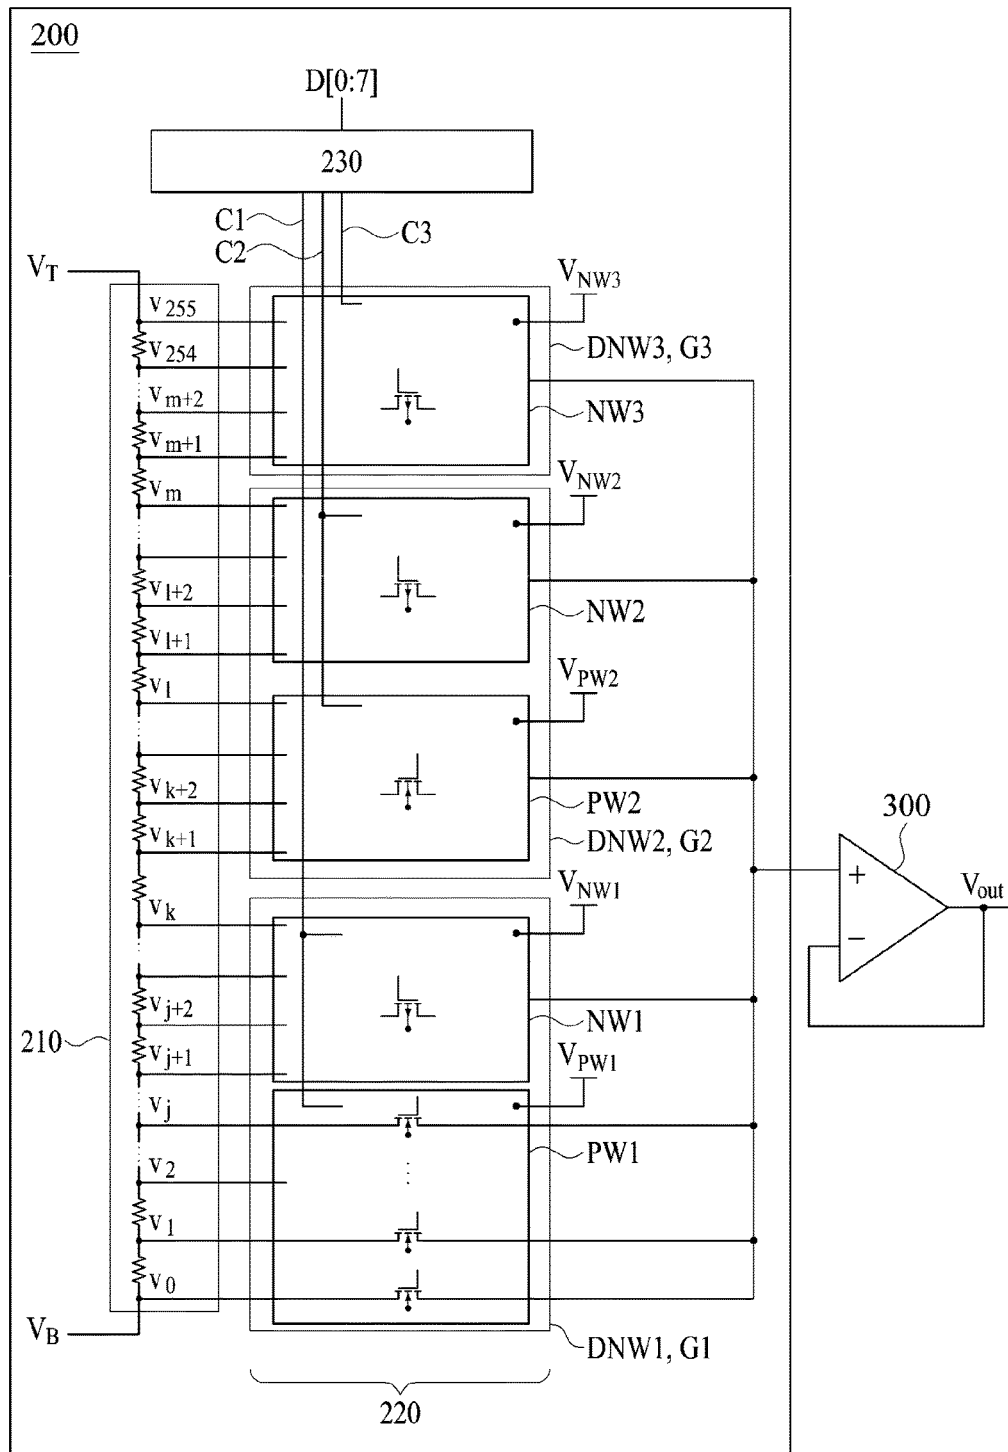 200
D[0:7]
230
C1
C2
C3
V_T
V_NW3
v_255
v_254
DNW3, G3
v_m+2
NW3
v_m+1
V_NW2
v_m
v_l+2
NW2
v_l+1
V_PW2
v_l
v_k+2
PW2
v_k+1
DNW2, G2
300
+
V_out
V_NW1
v_k
−
v_j+2
NW1
210
v_j+1
V_PW1
v_j
PW1
v_2
v_1
v_0
V_B
DNW1, G1
220